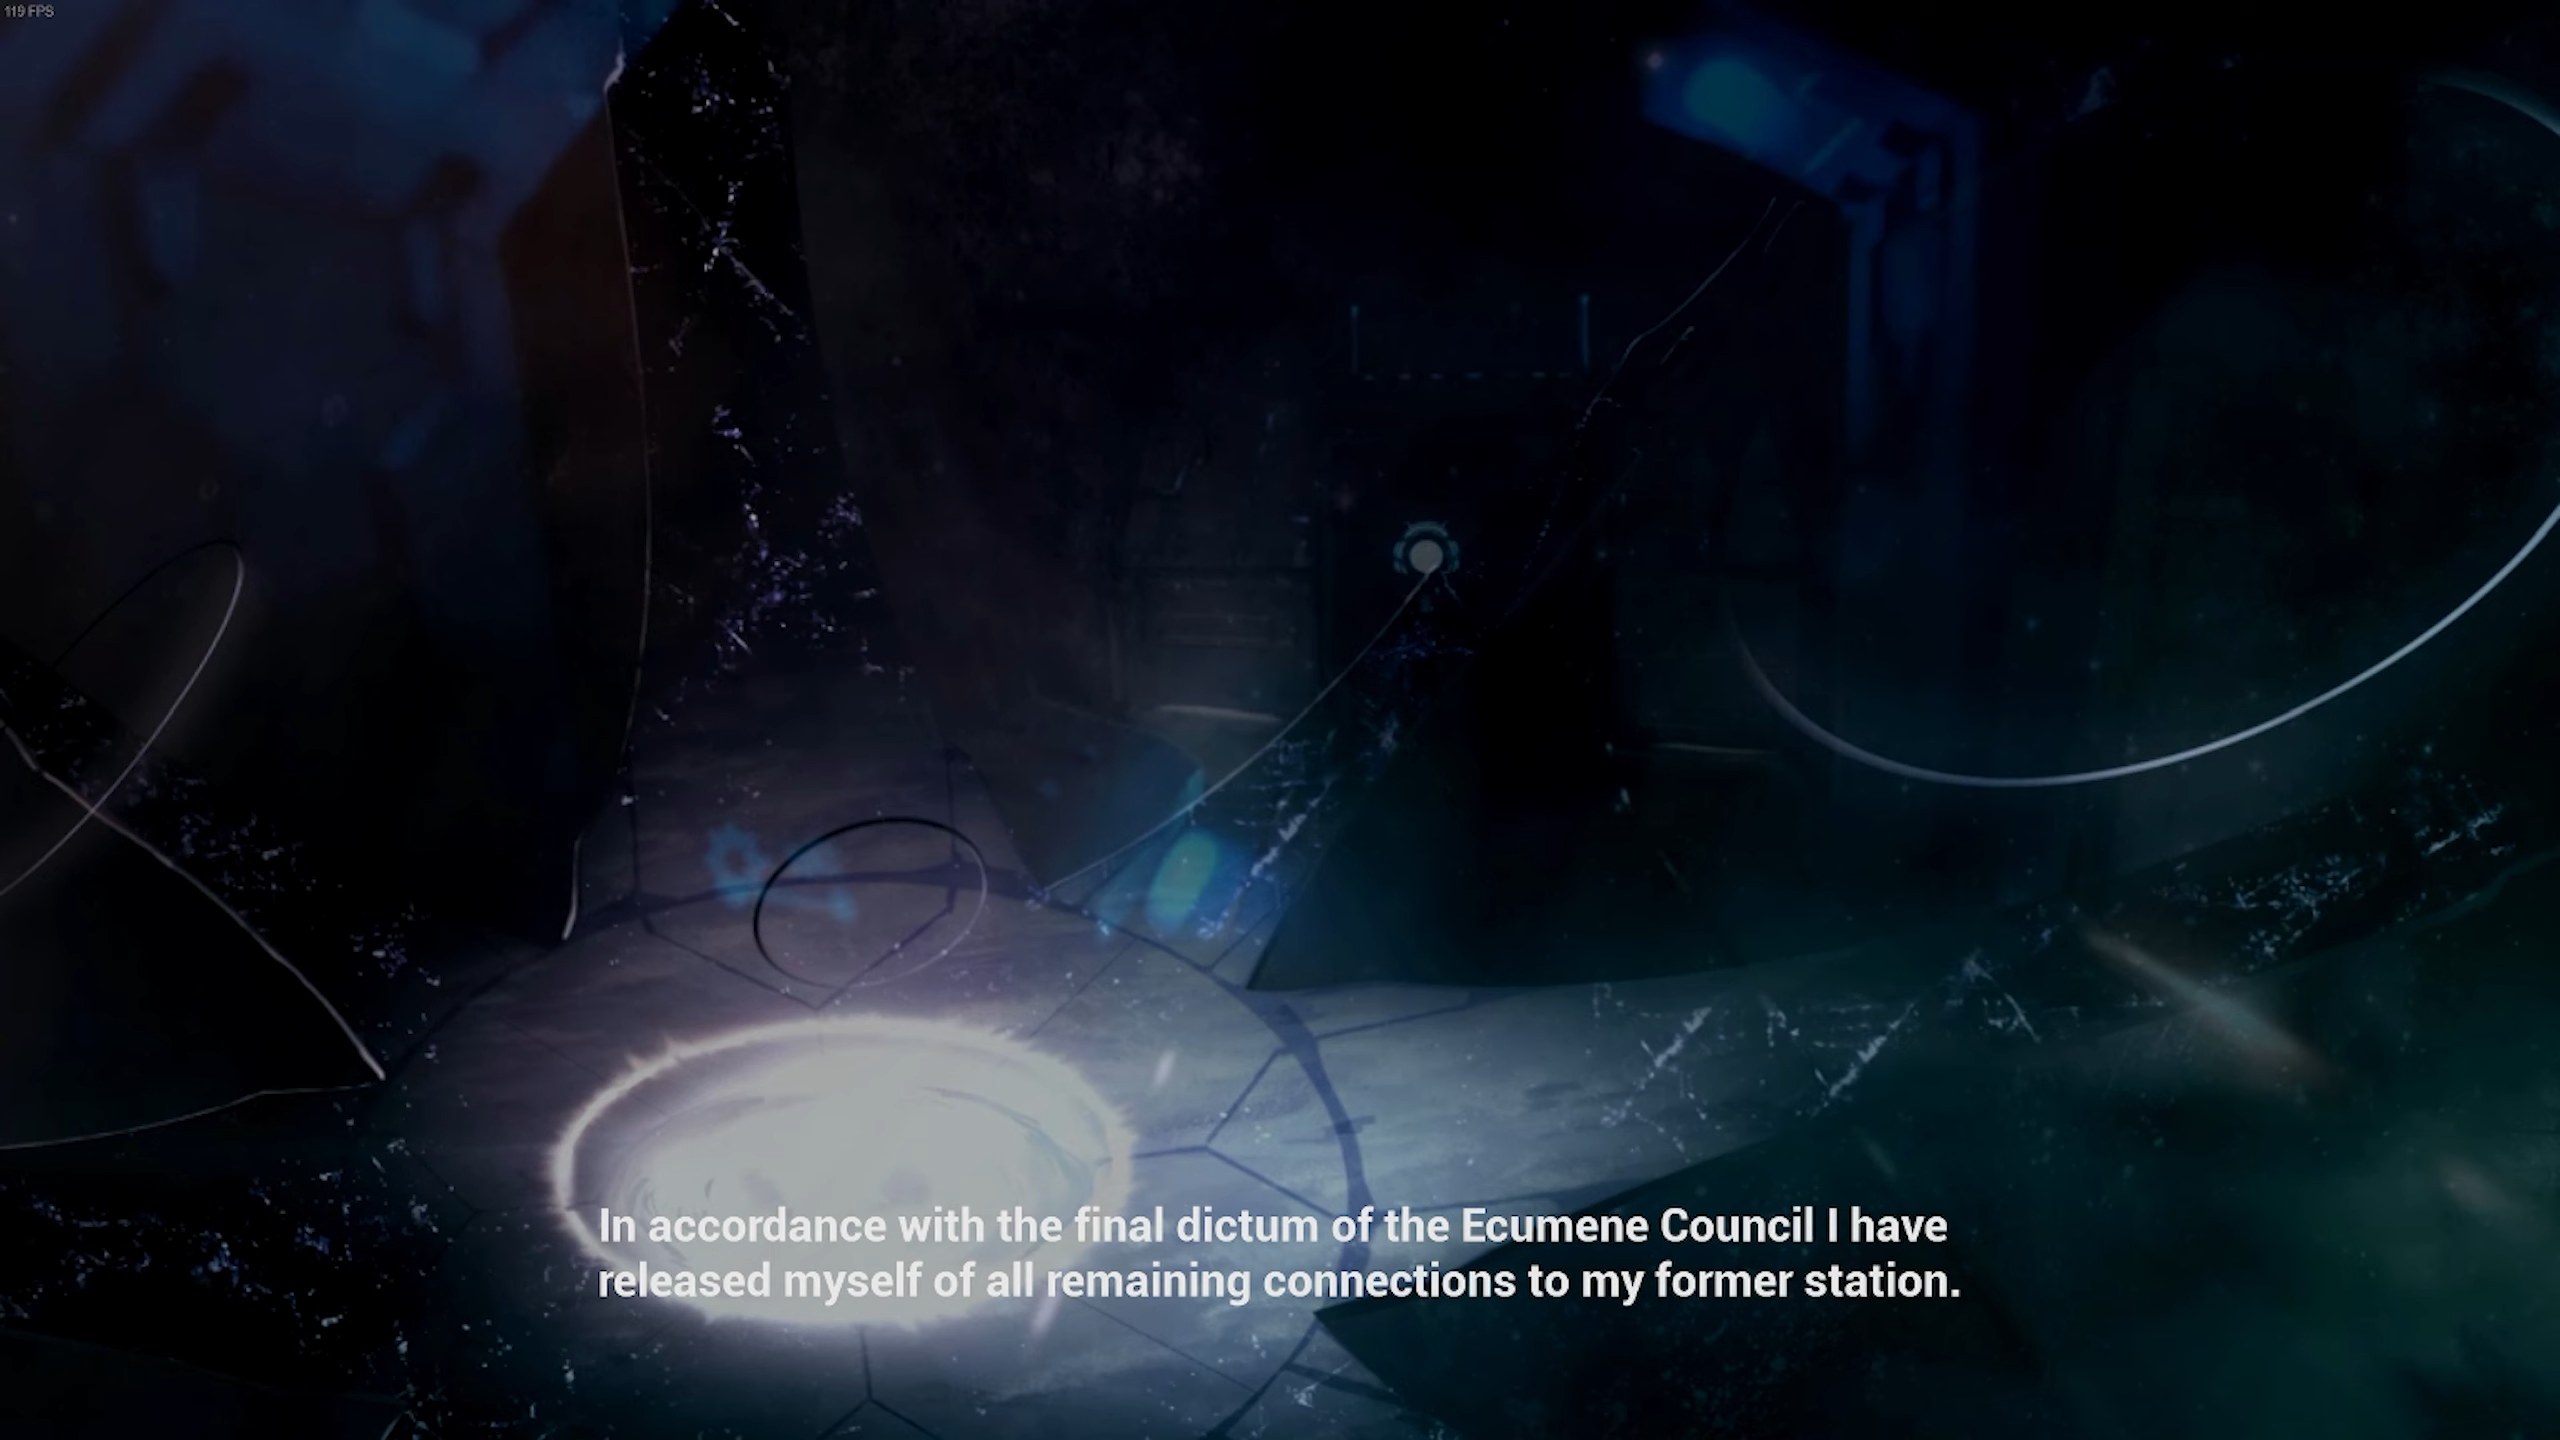 119 FPS
In accordance with the final dictum of the Ecumene Council I have
released myself of all remaining connections to my former station.